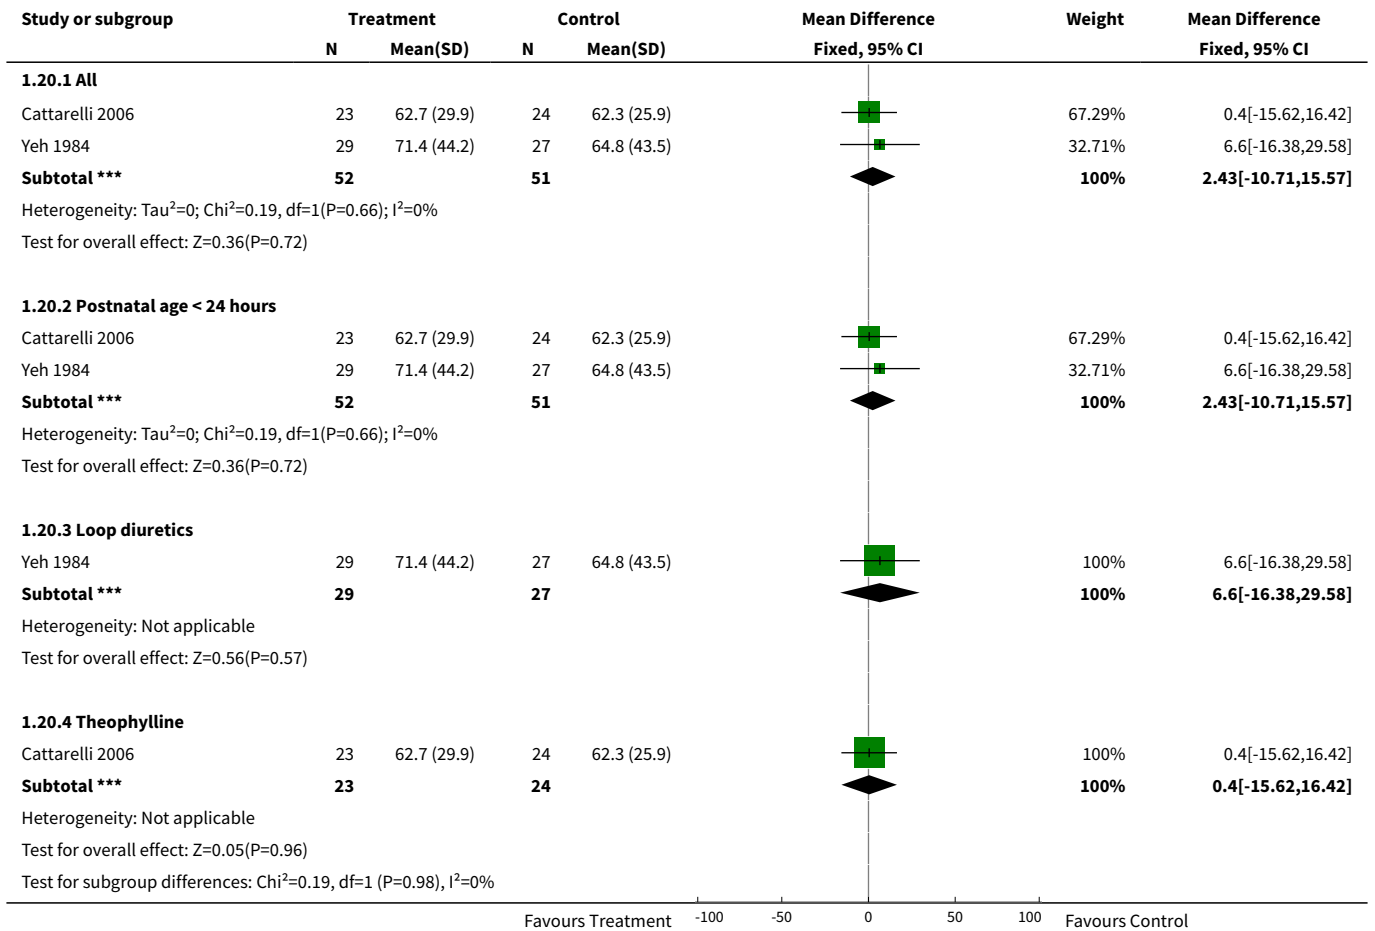 Study or subgroup Treatment Control Mean Difference Weight Mean Difference
N Mean(SD) N Mean(SD) Fixed, 95% CI Fixed, 95% CI
1.20.1 All
Cattarelli 2006 23 62.7 (29.9) 24 62.3 (25.9) 67.29% 0.4[-15.62,16.42]
Yeh 1984 29 71.4 (44.2) 27 64.8 (43.5) 32.71% 6.6[-16.38,29.58]
Subtotal *** 52 51 100% 2.43[-10.71,15.57]
Heterogeneity: Tau²=0; Chi²=0.19, df=1(P=0.66); I²=0%
Test for overall effect: Z=0.36(P=0.72)
1.20.2 Postnatal age < 24 hours
Cattarelli 2006 23 62.7 (29.9) 24 62.3 (25.9) 67.29% 0.4[-15.62,16.42]
Yeh 1984 29 71.4 (44.2) 27 64.8 (43.5) 32.71% 6.6[-16.38,29.58]
Subtotal *** 52 51 100% 2.43[-10.71,15.57]
Heterogeneity: Tau²=0; Chi²=0.19, df=1(P=0.66); I²=0%
Test for overall effect: Z=0.36(P=0.72)
1.20.3 Loop diuretics
Yeh 1984 29 71.4 (44.2) 27 64.8 (43.5) 100% 6.6[-16.38,29.58]
Subtotal *** 29 27 100% 6.6[-16.38,29.58]
Heterogeneity: Not applicable
Test for overall effect: Z=0.56(P=0.57)
1.20.4 Theophylline
Cattarelli 2006 23 62.7 (29.9) 24 62.3 (25.9) 100% 0.4[-15.62,16.42]
Subtotal *** 23 24 100% 0.4[-15.62,16.42]
Heterogeneity: Not applicable
Test for overall effect: Z=0.05(P=0.96)
Test for subgroup differences: Chi²=0.19, df=1 (P=0.98), I²=0%
Favours Treatment -100 -50 0 50 100 Favours Control